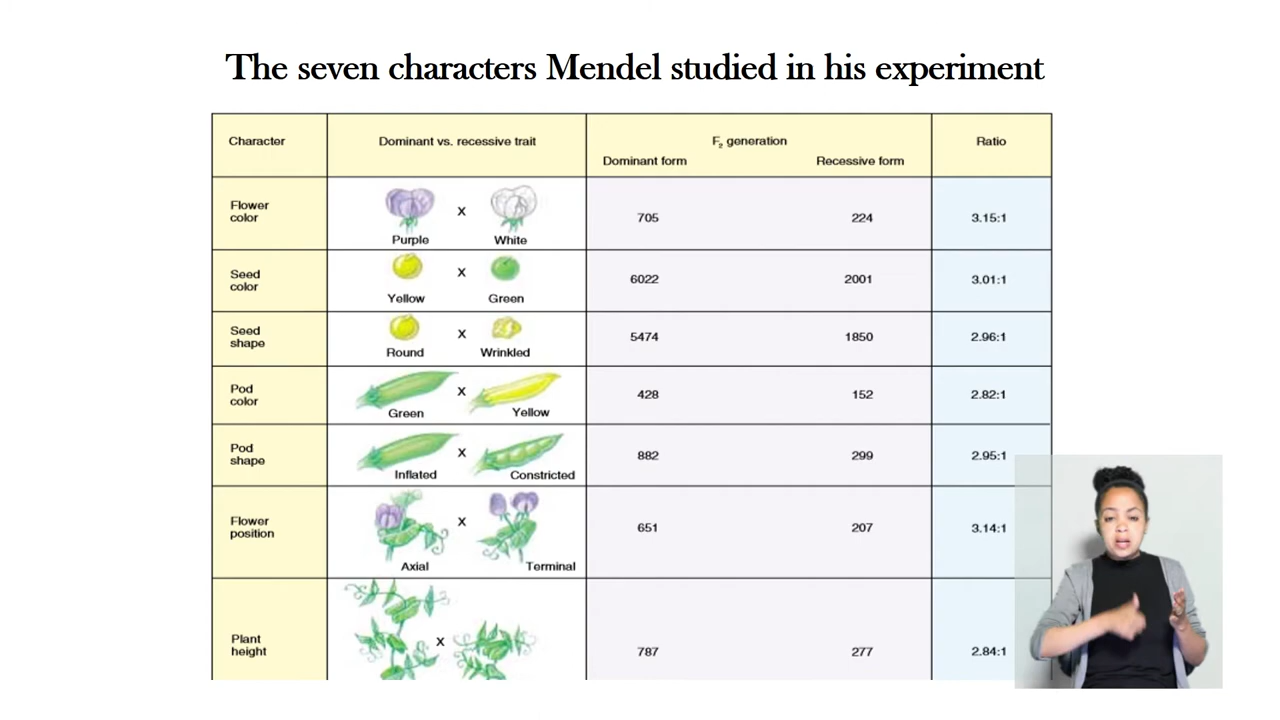 The seven characters Mendel studied in his experiment
Character
Dominant vs. recessive trait
F₂ generation
Dominant form
Recessive form
Ratio
Flower
color
X
Purple
White
705
224
3.15:1
Seed
color
X
Yellow
Green
6022
2001
3.01:1
Seed
shape
X
Round
Wrinkled
5474
1850
2.96:1
Pod
color
X
Green
Yellow
428
152
2.82:1
Pod
shape
X
Inflated
Constricted
882
299
2.95:1
Flower
position
X
Axial
Terminal
651
207
3.14:1
Plant
height
X
787
277
2.84:1